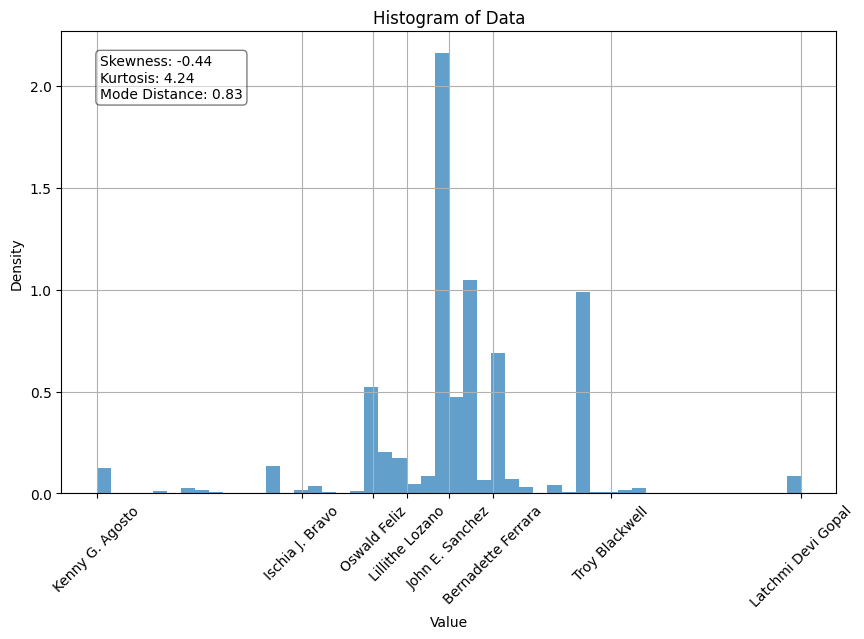 Histogram of Data
Skewness: -0.44
Kurtosis: 4.24
Mode Distance: 0.83
Density
2.0
1.5
1.0
0.5
0.0
Kenny G. Agosto
Ischia J. Bravo
Oswald Feliz
Lillithe Lozano
John E. Sanchez
Bernadette Ferrara
Troy Blackwell
Latchmi Devi Gopal
Value